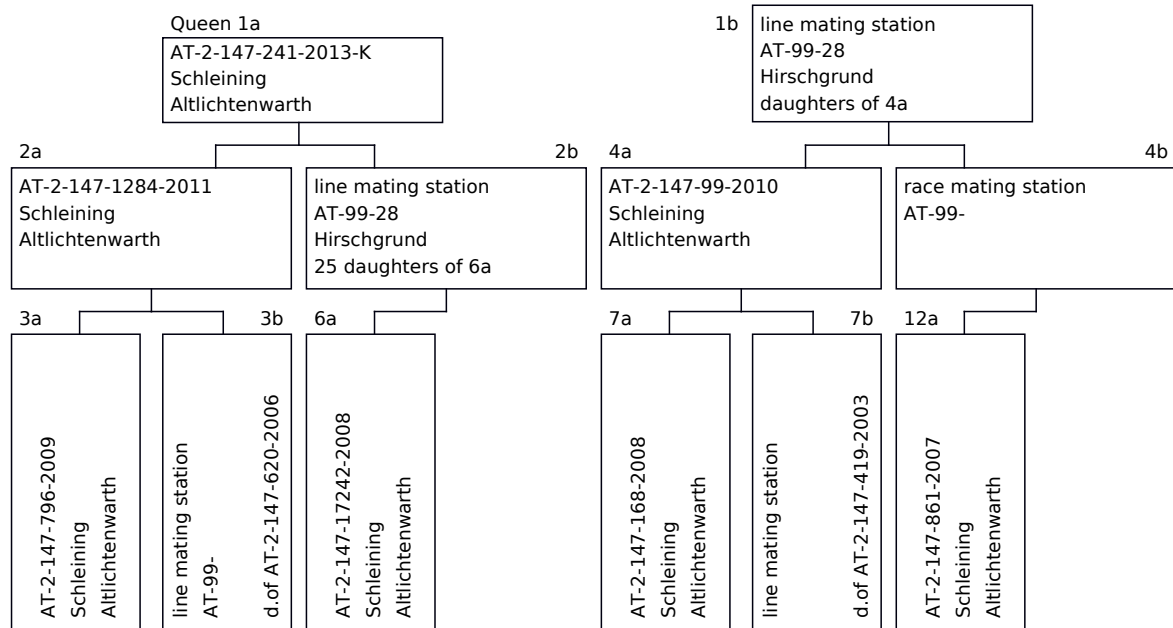 Queen 1a
AT-2-147-241-2013-K
Schleining
Altlichtenwarth
1b
line mating station
AT-99-28
Hirschgrund
daughters of 4a
2a
AT-2-147-1284-2011
Schleining
Altlichtenwarth
2b
line mating station
AT-99-28
Hirschgrund
25 daughters of 6a
4a
AT-2-147-99-2010
Schleining
Altlichtenwarth
4b
race mating station
AT-99-
3a
AT-2-147-796-2009
Schleining
Altlichtenwarth
3b
line mating station
AT-99-
d.of AT-2-147-620-2006
6a
AT-2-147-17242-2008
Schleining
Altlichtenwarth
7a
AT-2-147-168-2008
Schleining
Altlichtenwarth
7b
line mating station
d.of AT-2-147-419-2003
12a
AT-2-147-861-2007
Schleining
Altlichtenwarth